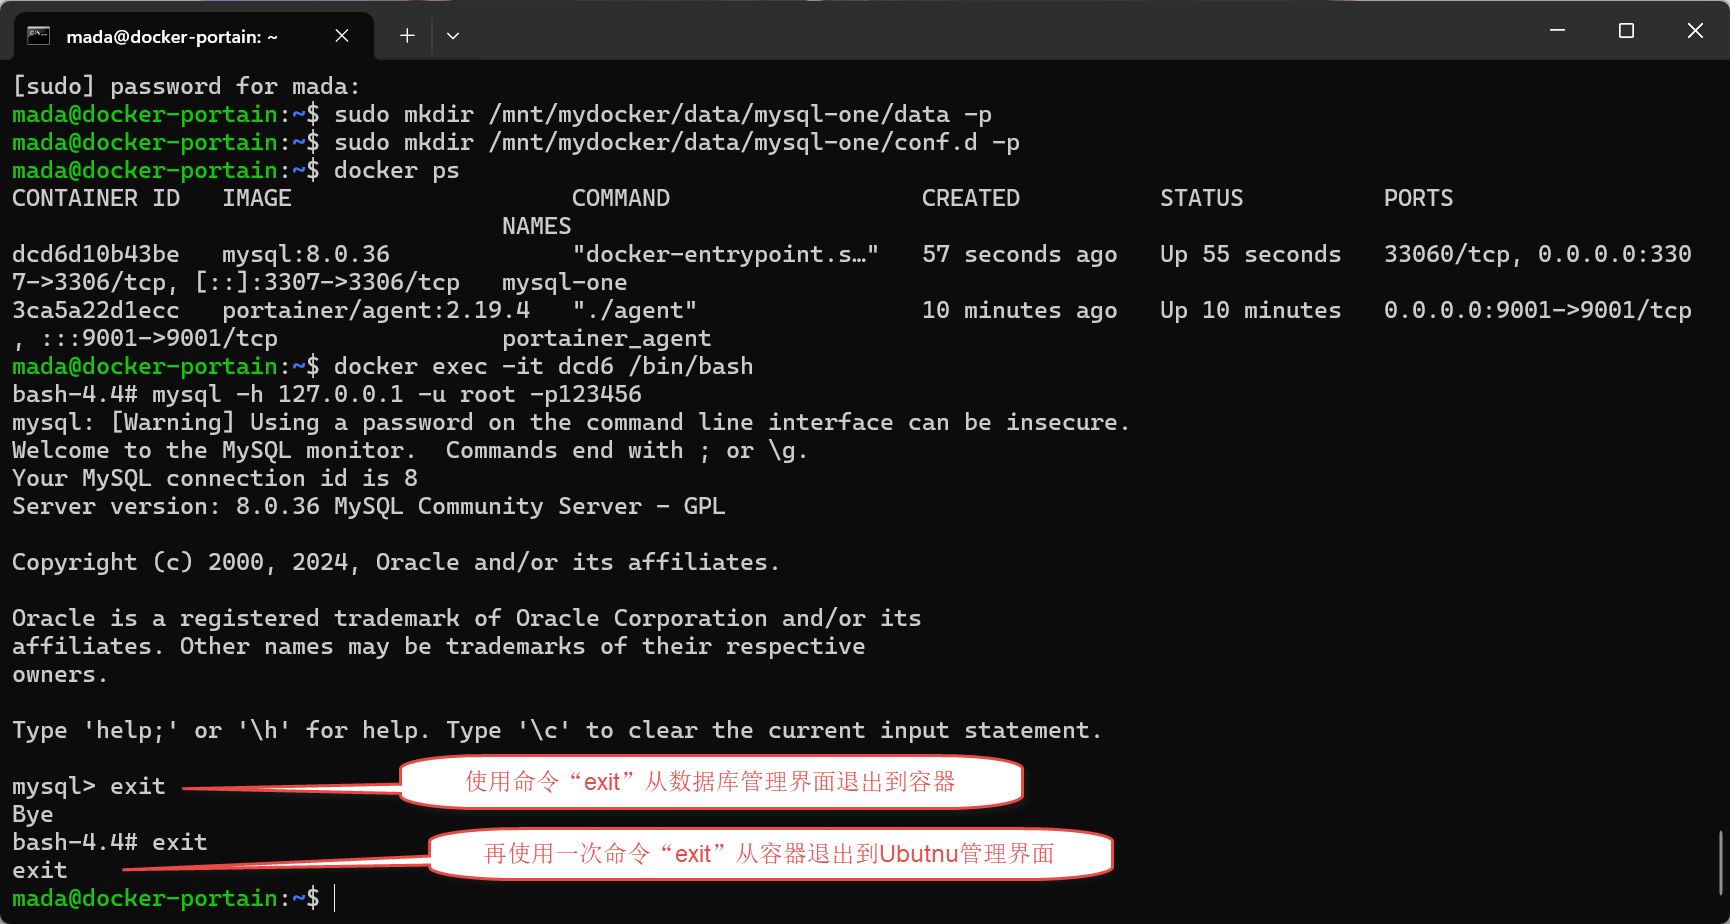 mada@docker-portain: ~
[sudo] password for mada:
mada@docker-portain:~$ sudo mkdir /mnt/mydocker/data/mysql-one/data -p
mada@docker-portain:~$ sudo mkdir /mnt/mydocker/data/mysql-one/conf.d -p
mada@docker-portain:~$ docker ps
CONTAINER ID   IMAGE                    COMMAND                  CREATED          STATUS          PORTS
                                   NAMES
dcd6d10b43be   mysql:8.0.36             "docker-entrypoint.s…"   57 seconds ago   Up 55 seconds   33060/tcp, 0.0.0.0:330
7->3306/tcp, [::]:3307->3306/tcp   mysql-one
3ca5a22d1ecc   portainer/agent:2.19.4   "./agent"                10 minutes ago   Up 10 minutes   0.0.0.0:9001->9001/tcp
, :::9001->9001/tcp                portainer_agent
mada@docker-portain:~$ docker exec -it dcd6 /bin/bash
bash-4.4# mysql -h 127.0.0.1 -u root -p123456
mysql: [Warning] Using a password on the command line interface can be insecure.
Welcome to the MySQL monitor.  Commands end with ; or \g.
Your MySQL connection id is 8
Server version: 8.0.36 MySQL Community Server - GPL
Copyright (c) 2000, 2024, Oracle and/or its affiliates.
Oracle is a registered trademark of Oracle Corporation and/or its
affiliates. Other names may be trademarks of their respective
owners.
Type 'help;' or '\h' for help. Type '\c' to clear the current input statement.
mysql> exit
使用命令“exit”从数据库管理界面退出到容器
Bye
bash-4.4# exit
再使用一次命令“exit”从容器退出到Ubutnu管理界面
exit
mada@docker-portain:~$